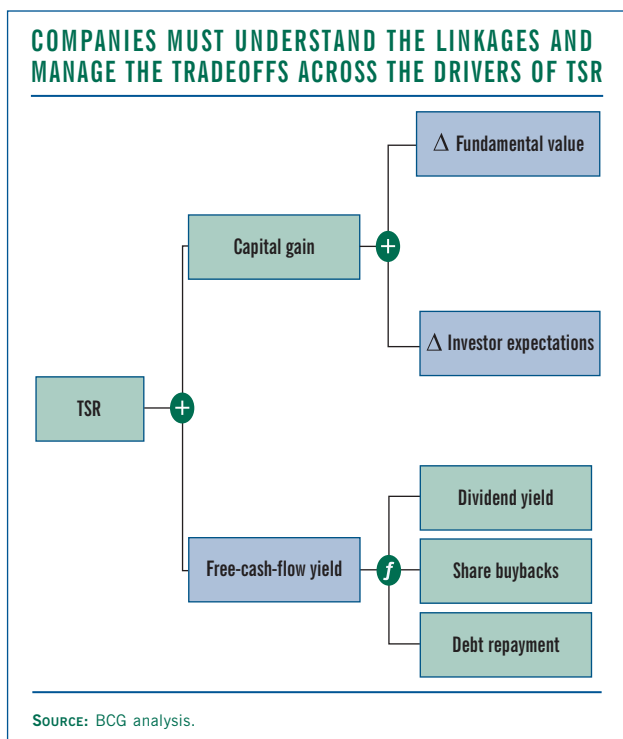 COMPANIES MUST UNDERSTAND THE LINKAGES AND
MANAGE THE TRADEOFFS ACROSS THE DRIVERS OF TSR
Δ Fundamental value
Capital gain
+
Δ Investor expectations
TSR
+
Dividend yield
Free-cash-flow yield
f
Share buybacks
Debt repayment
SOURCE: BCG analysis.